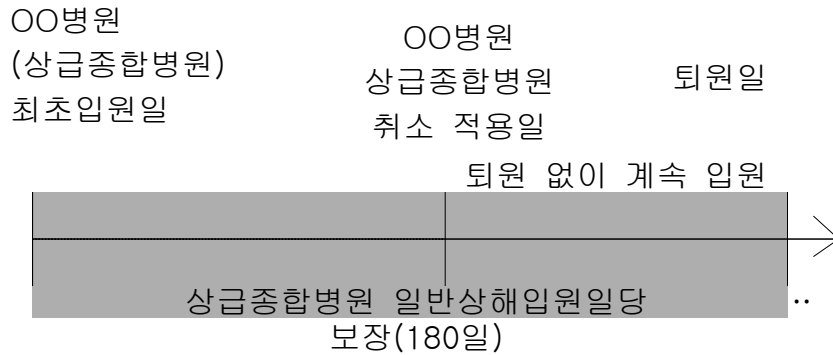 OO병원
(상급종합병원)
최초입원일
OO병원
상급종합병원
취소 적용일
퇴원일
퇴원 없이 계속 입원
상급종합병원 일반상해입원일당
보장(180일)
..